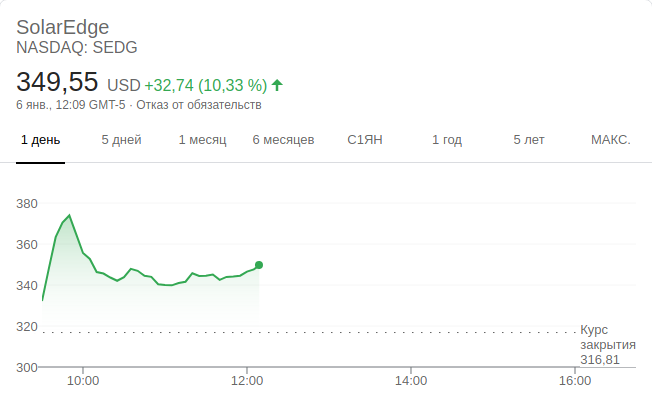 SolarEdge
NASDAQ: SEDG
349,55 USD +32,74 (10,33 %)
6 янв., 12:09 GMT-5 · Отказ от обязательств
1 день 5 дней 1 месяц 6 месяцев С1ЯН 1 год 5 лет МАКС.
380
360
340
320
Курс
закрытия
316,81
300
10:00 12:00 14:00 16:00